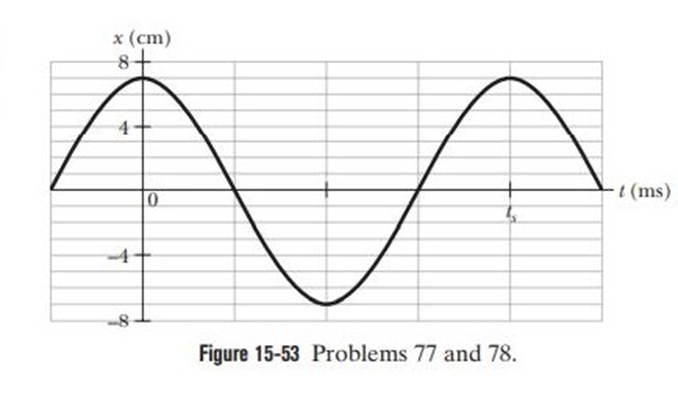 x (cm)
8
4
0
t (ms)
tₛ
–4
–8
Figure 15-53 Problems 77 and 78.